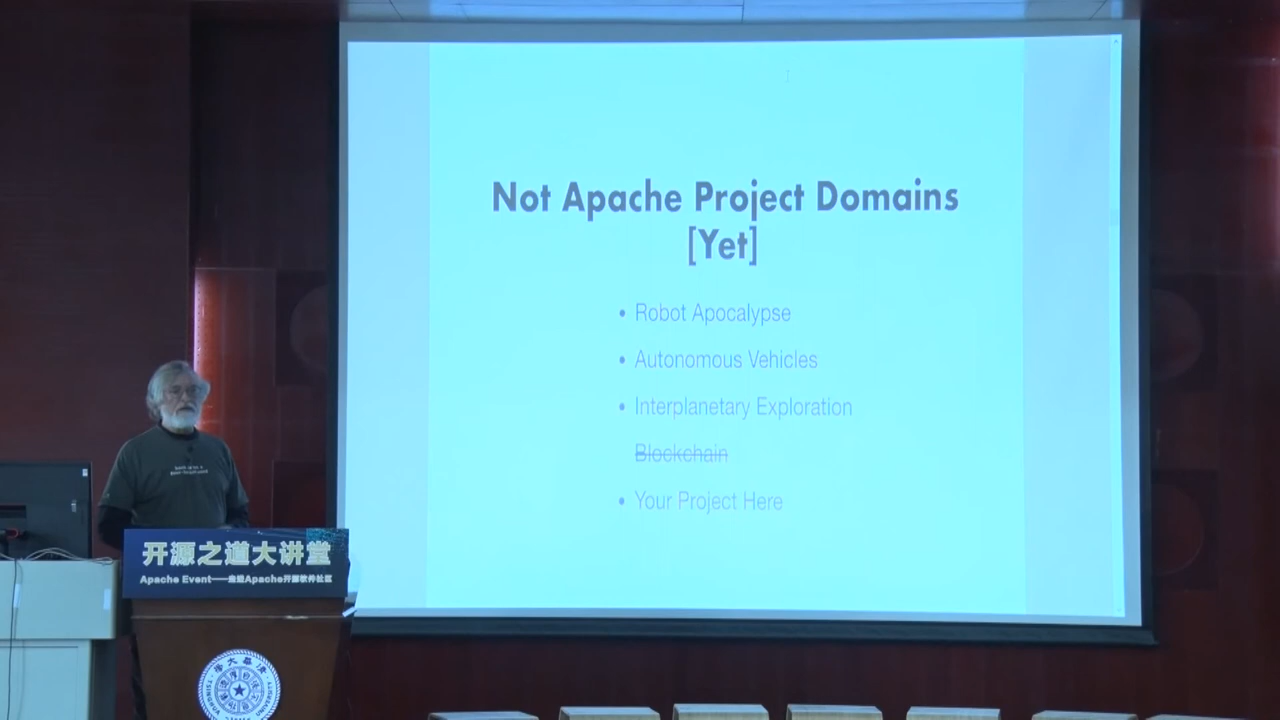 Not Apache Project Domains
[Yet]
• Robot Apocalypse
• Autonomous Vehicles
• Interplanetary Exploration
Blockchain
• Your Project Here
开源之道大讲堂
Apache Event——走进Apache开源软件社区
TSINGHUA